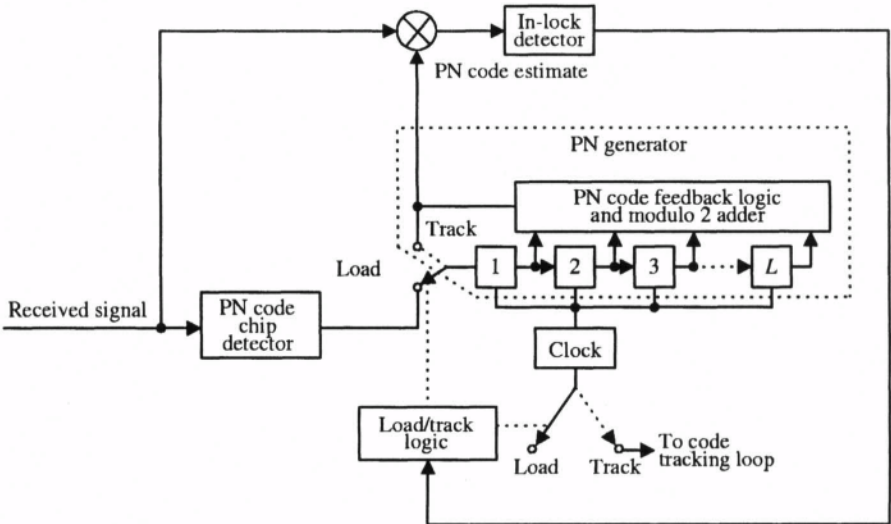 In-lock
detector
PN code estimate
PN generator
PN code feedback logic
and modulo 2 adder
Track
Load
1
2
3
L
Received signal
PN code
chip
detector
Clock
Load/track
logic
Load
Track
To code
tracking loop